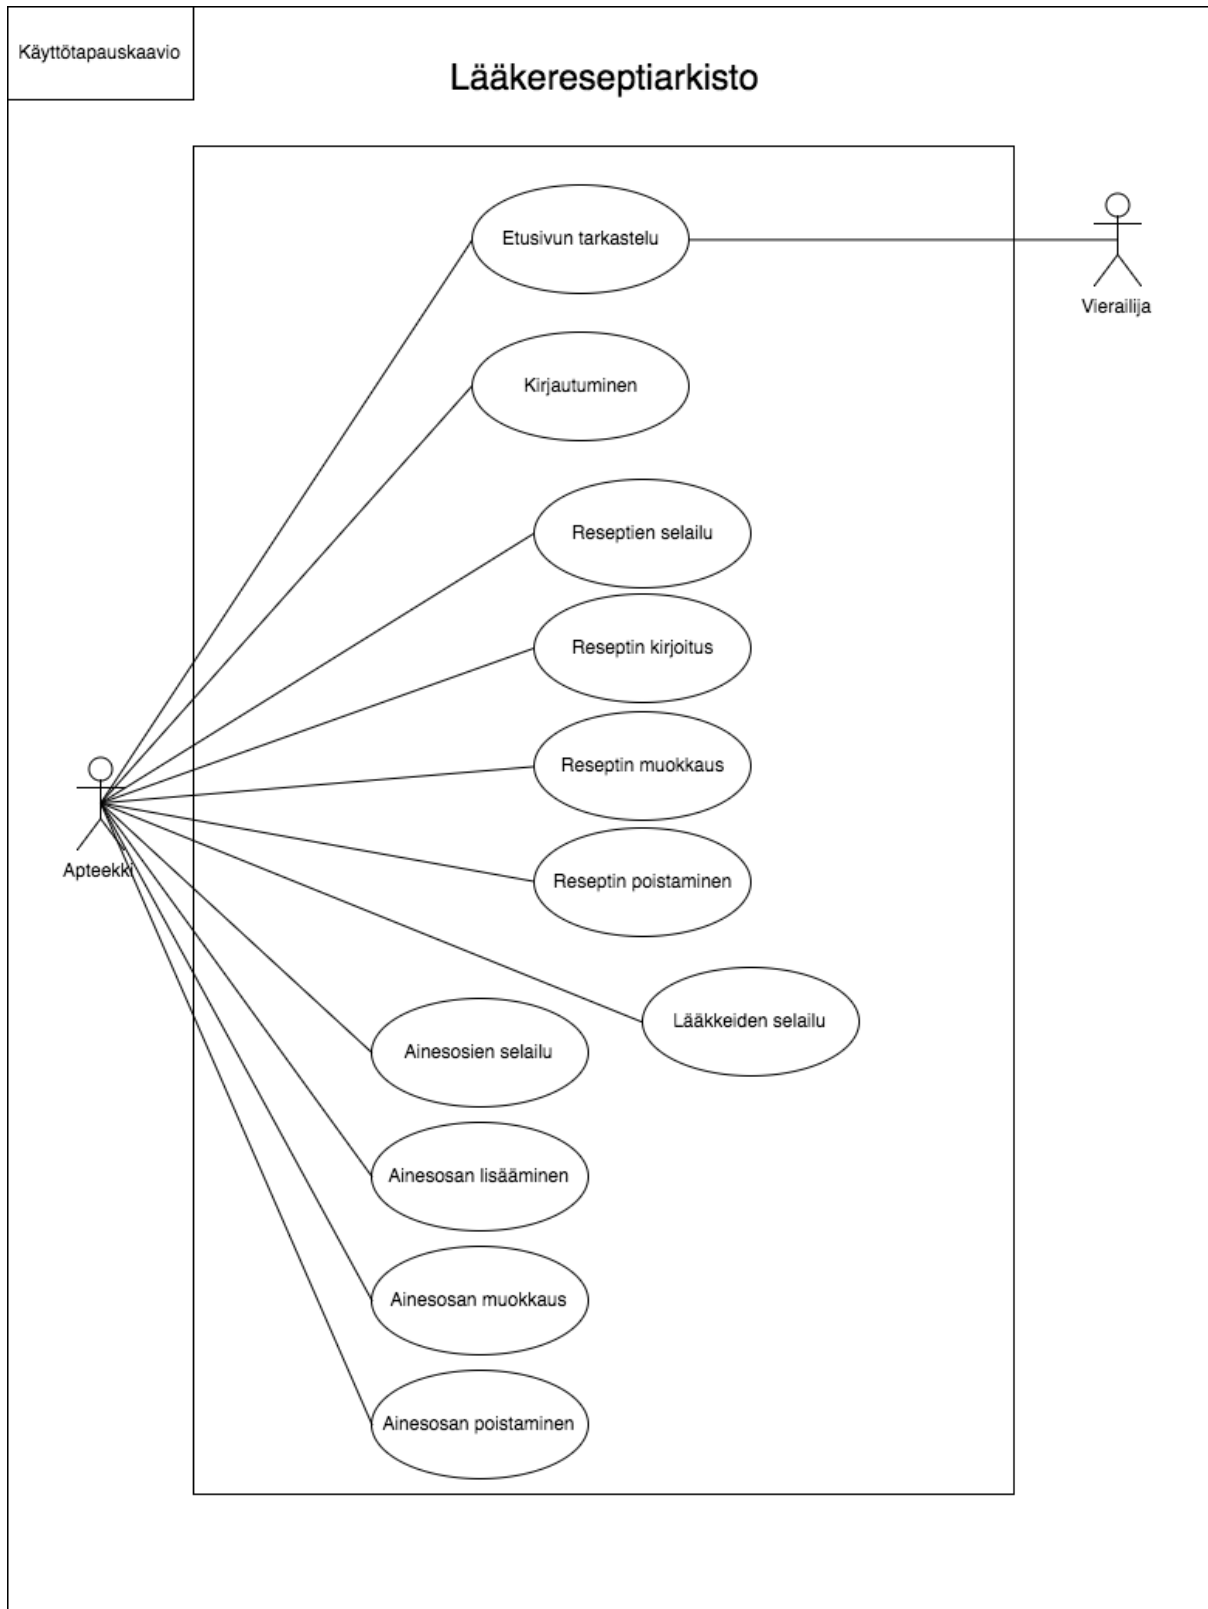 Käyttötapauskaavio
Lääkereseptiarkisto
Etusivun tarkastelu
Vierailija
Kirjautuminen
Reseptien selailu
Reseptin kirjoitus
Reseptin muokkaus
Apteekki
Reseptin poistaminen
Lääkkeiden selailu
Ainesosien selailu
Ainesosan lisääminen
Ainesosan muokkaus
Ainesosan poistaminen